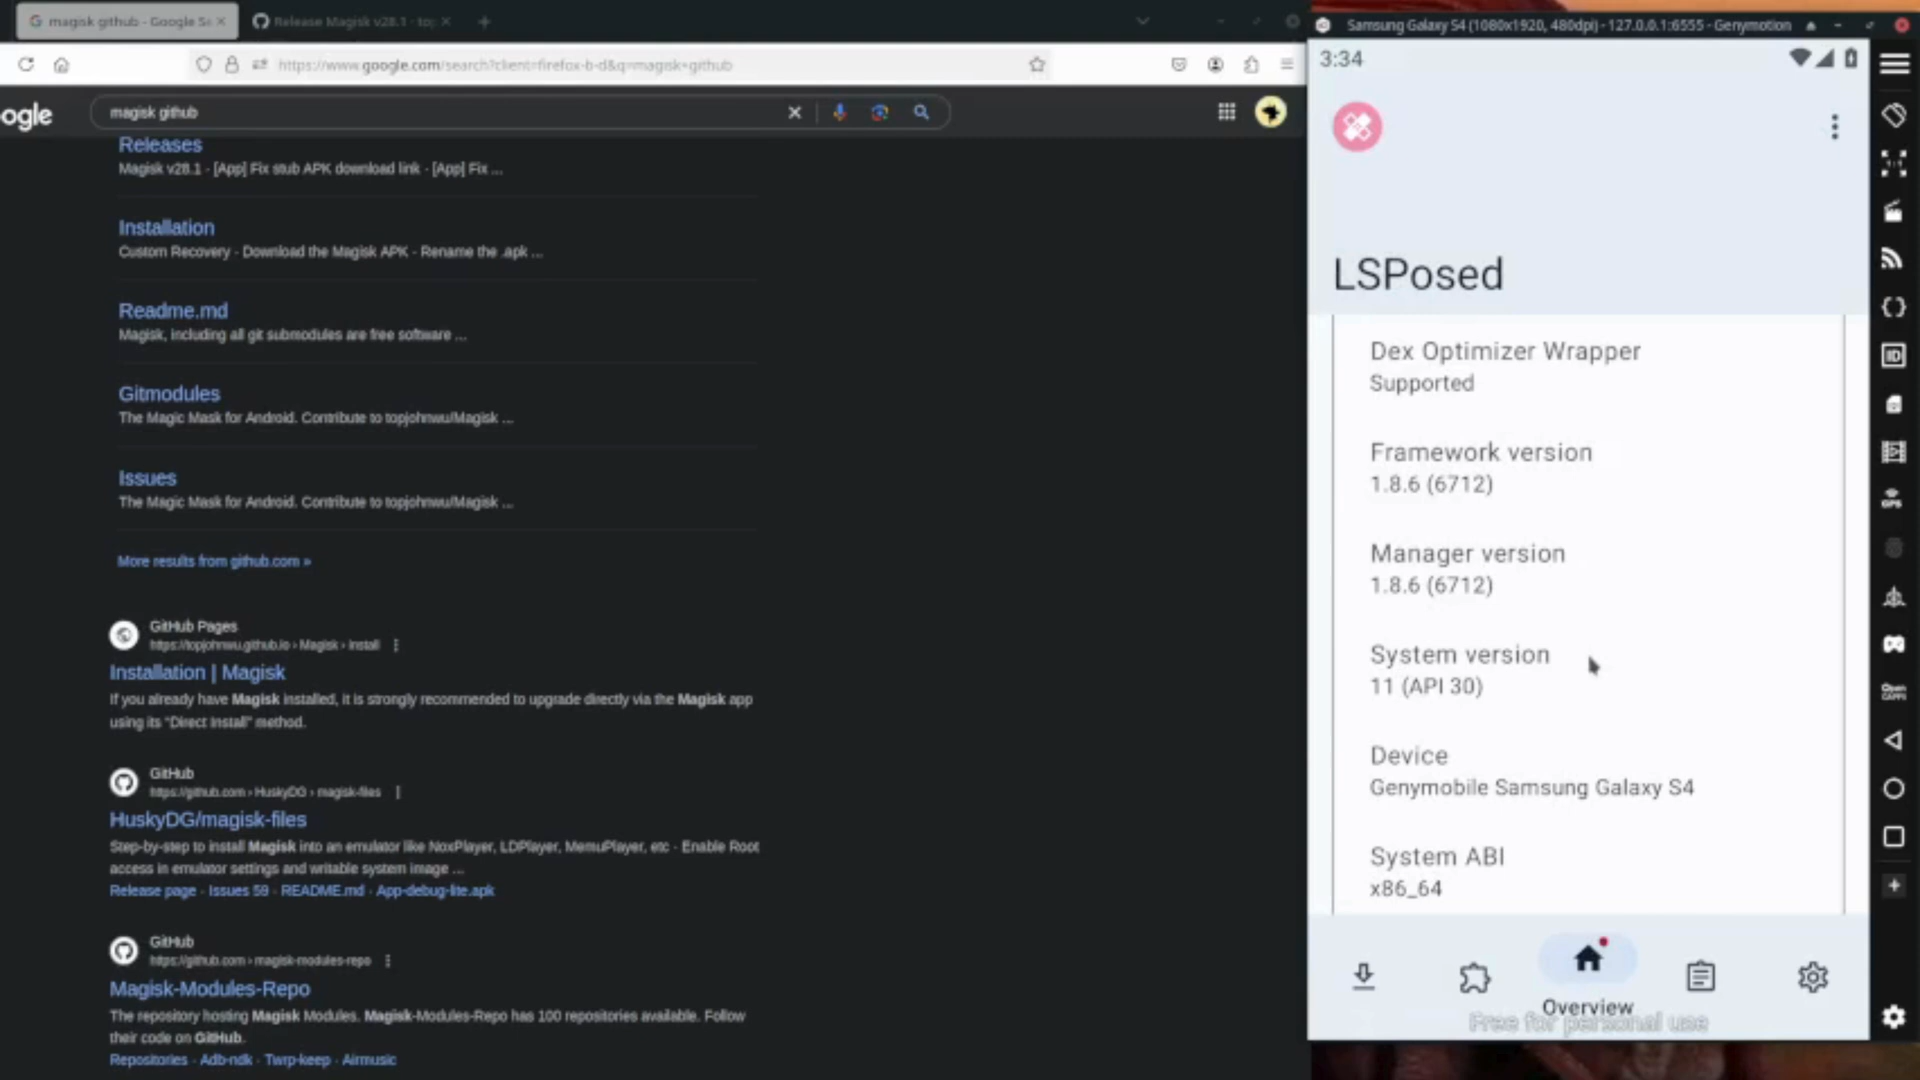 magisk github - Google Se
Release Magisk v28.1 · top
https://www.google.com/search?client=firefox-b-d&q=magisk+github
ogle
magisk github
Releases
Magisk v28.1 - [App] Fix stub APK download link - [App] Fix ...
Installation
Custom Recovery - Download the Magisk APK - Rename the .apk ...
Readme.md
Magisk, including all git submodules are free software ...
Gitmodules
The Magic Mask for Android. Contribute to topjohnwu/Magisk ...
Issues
The Magic Mask for Android. Contribute to topjohnwu/Magisk ...
More results from github.com »
GitHub Pages
https://topjohnwu.github.io › Magisk › install
Installation | Magisk
If you already have Magisk installed, it is strongly recommended to upgrade directly via the Magisk app
using its "Direct Install" method.
GitHub
https://github.com › HuskyDG › magisk-files
HuskyDG/magisk-files
Step-by-step to install Magisk into an emulator like NoxPlayer, LDPlayer, MemuPlayer, etc · Enable Root
access in emulator settings and writable system image ...
Release page · Issues 59 · README.md · App-debug-lite.apk
GitHub
https://github.com › magisk-modules-repo
Magisk-Modules-Repo
The repository hosting Magisk Modules. Magisk-Modules-Repo has 100 repositories available. Follow
their code on GitHub.
Repositories · Adb-ndk · Twrp-keep · Airmusic
Samsung Galaxy S4 (1080x1920, 480dpi) - 127.0.0.1:6555 - Genymotion
3:34
LSPosed
Dex Optimizer Wrapper
Supported
Framework version
1.8.6 (6712)
Manager version
1.8.6 (6712)
System version
11 (API 30)
Device
Genymobile Samsung Galaxy S4
System ABI
x86_64
Overview
Free for personal use
1:1
ID
GPS
Open
GAPPS